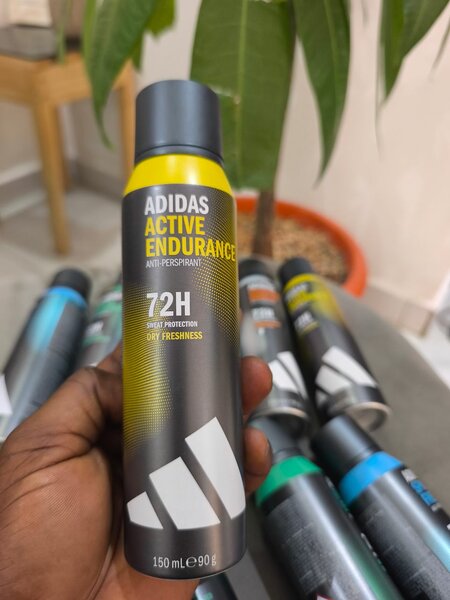 ADIDAS
ACTIVE
ENDURANCE
ANTI-PERSPIRANT
72H
SWEAT PROTECTION
DRY FRESHNESS
150 mL ℮ 90 g